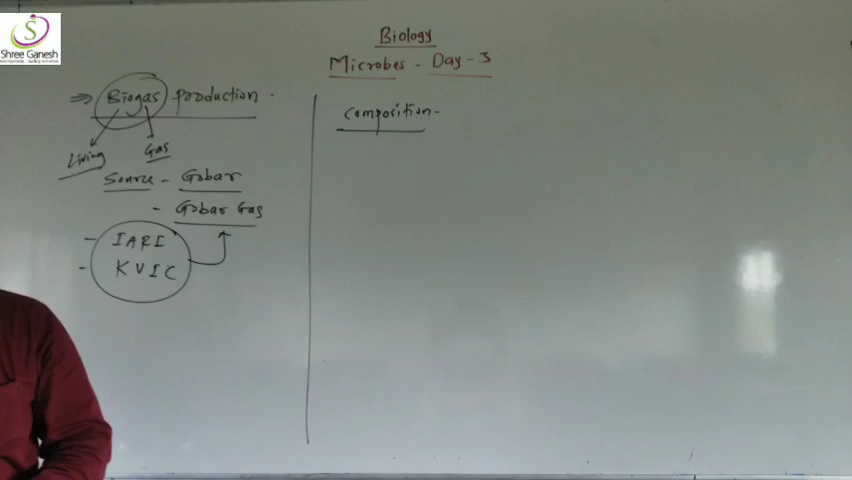 S
Shree Ganesh
Biology
Microbes - Day - 3
⇒ Biogas production -
Living
Gas
Source - Gobar
- Gobar Gas
- IARI
- KVIC
Composition -